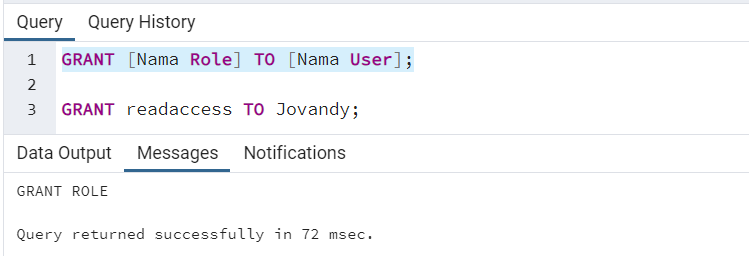 Query Query History
1 GRANT [Nama Role] TO [Nama User];
2
3 GRANT readaccess TO Jovandy;
Data Output Messages Notifications
GRANT ROLE
Query returned successfully in 72 msec.